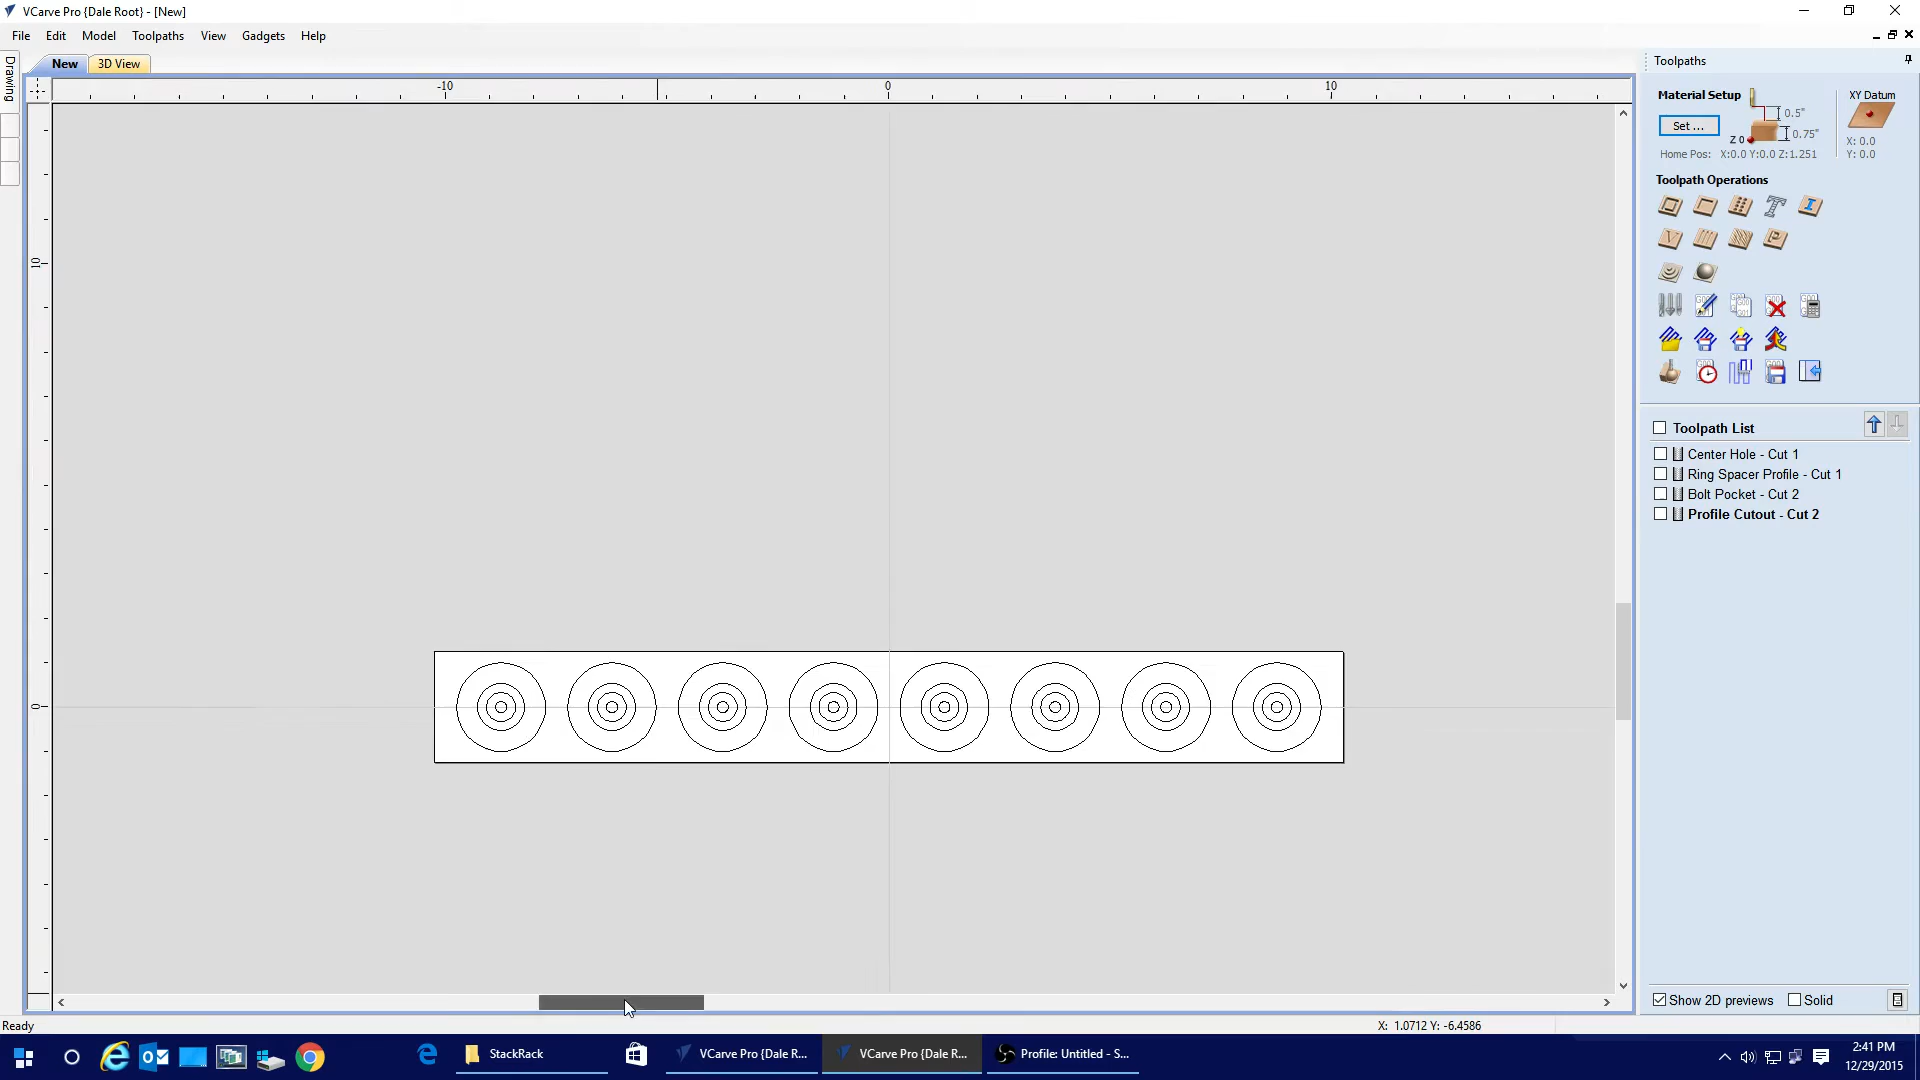 VCarve Pro {Dale Root} - [New]
File Edit Model Toolpaths View Gadgets Help
New 3D View
Drawing
-10 0 10
10
0
Toolpaths
Material Setup
Set ...
0.5"
Z 0
0.75"
Home Pos: X:0.0 Y:0.0 Z:1.251
XY Datum
X: 0.0
Y: 0.0
Toolpath Operations
Toolpath List
Center Hole - Cut 1
Ring Spacer Profile - Cut 1
Bolt Pocket - Cut 2
Profile Cutout - Cut 2
Show 2D previews Solid
Ready
X: 1.0712 Y: -6.4586
StackRack
VCarve Pro {Dale R...
VCarve Pro {Dale R...
Profile: Untitled - S...
2:41 PM
12/29/2015